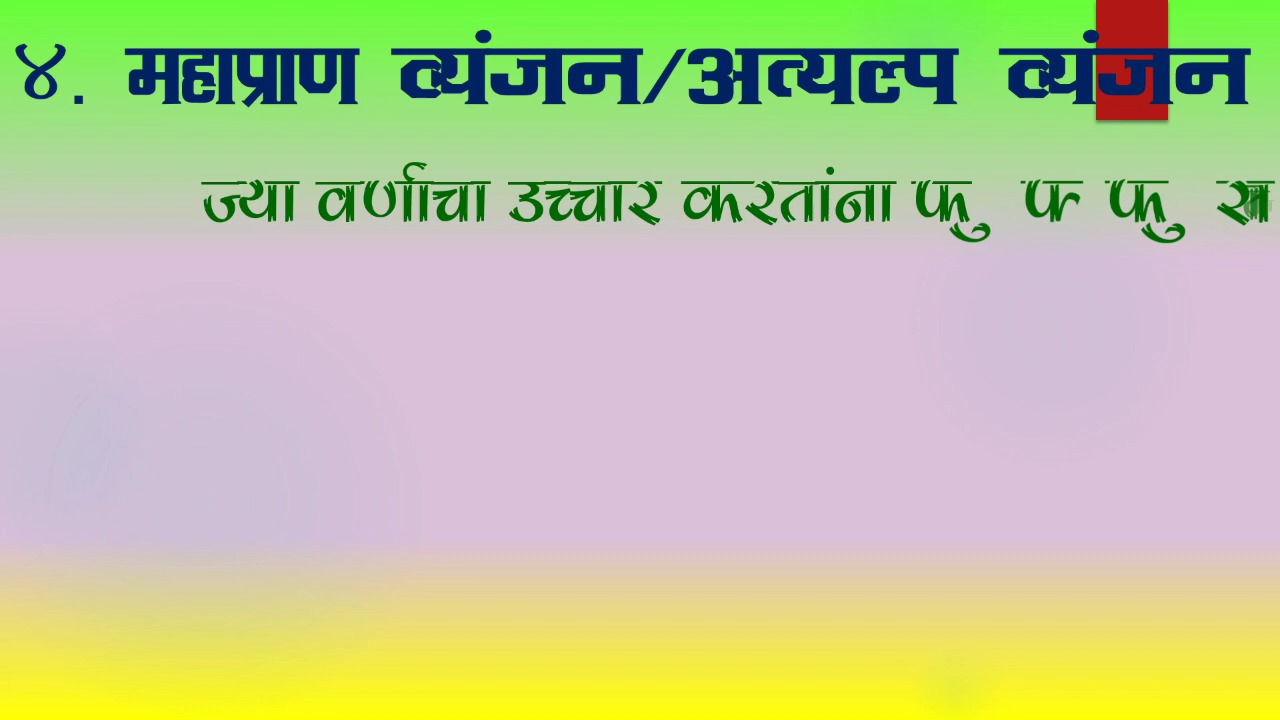 ४. महाप्राण व्यंजन/अत्यल्प व्यंजन
ज्या वर्णाचा उच्चार करतांना फु फ फु